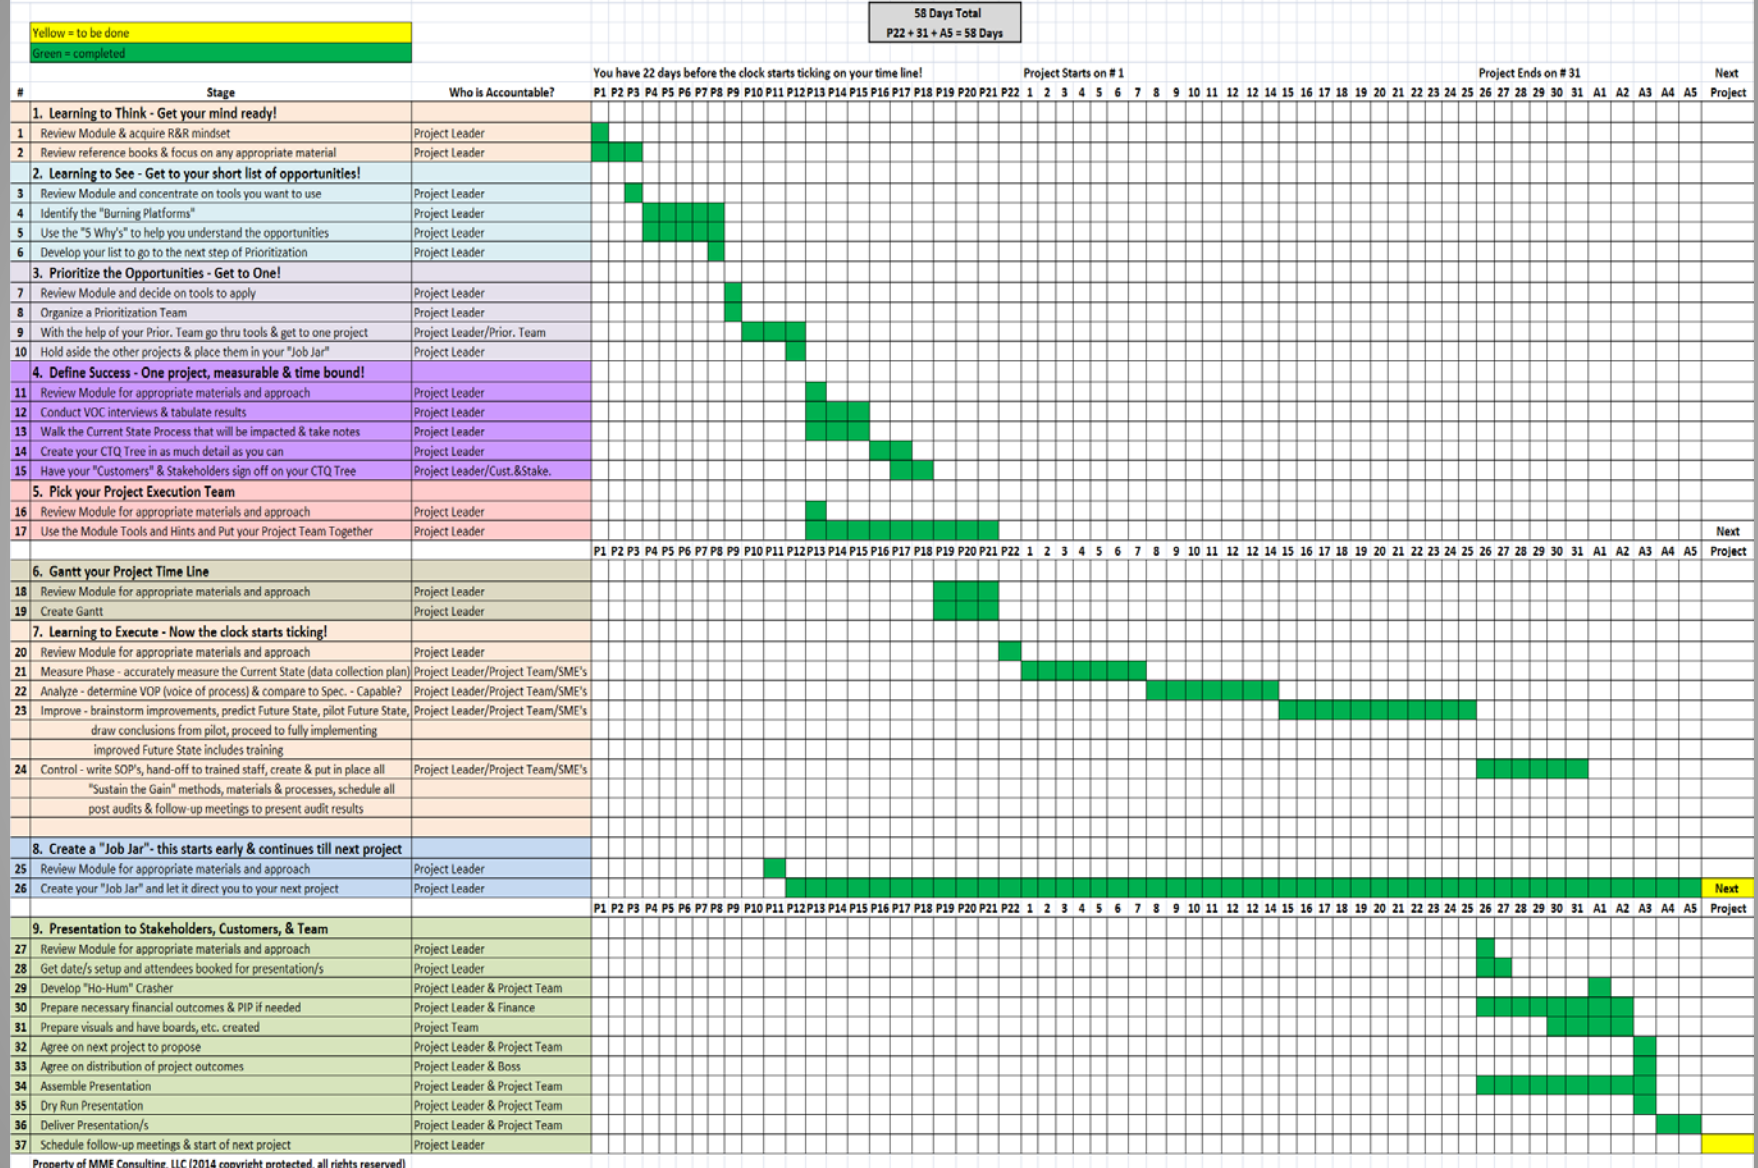 58 Days Total
Yellow = to be done
P22 + 31 + A5 = 58 Days
Green = completed
You have 22 days before the clock starts ticking on your time line! Project Starts on # 1 Project Ends on # 31 Next
# Stage Who is Accountable? P1 P2 P3 P4 P5 P6 P7 P8 P9 P10 P11 P12 P13 P14 P15 P16 P17 P18 P19 P20 P21 P22 1 2 3 4 5 6 7 8 9 10 11 12 13 14 15 16 17 18 19 20 21 22 23 24 25 26 27 28 29 30 31 A1 A2 A3 A4 A5 Project
1. Learning to Think - Get your mind ready!
1 Review Module & acquire R&R mindset Project Leader
2 Review reference books & focus on any appropriate material Project Leader
2. Learning to See - Get to your short list of opportunities!
3 Review Module and concentrate on tools you want to use Project Leader
4 Identify the "Burning Platforms" Project Leader
5 Use the "5 Why's" to help you understand the opportunities Project Leader
6 Develop your list to go to the next step of Prioritization Project Leader
3. Prioritize the Opportunities - Get to One!
7 Review Module and decide on tools to apply Project Leader
8 Organize a Prioritization Team Project Leader
9 With the help of your Prior. Team go thru tools & get to one project Project Leader/Prior. Team
10 Hold aside the other projects & place them in your "Job Jar" Project Leader
4. Define Success - One project, measurable & time bound!
11 Review Module for appropriate materials and approach Project Leader
12 Conduct VOC interviews & tabulate results Project Leader
13 Walk the Current State Process that will be impacted & take notes Project Leader
14 Create your CTQ Tree in as much detail as you can Project Leader
15 Have your "Customers" & Stakeholders sign off on your CTQ Tree Project Leader/Cust.&Stake.
5. Pick your Project Execution Team
16 Review Module for appropriate materials and approach Project Leader
17 Use the Module Tools and Hints and Put your Project Team Together Project Leader Next
P1 P2 P3 P4 P5 P6 P7 P8 P9 P10 P11 P12 P13 P14 P15 P16 P17 P18 P19 P20 P21 P22 1 2 3 4 5 6 7 8 9 10 11 12 13 14 15 16 17 18 19 20 21 22 23 24 25 26 27 28 29 30 31 A1 A2 A3 A4 A5 Project
6. Gantt your Project Time Line
18 Review Module for appropriate materials and approach Project Leader
19 Create Gantt Project Leader
7. Learning to Execute - Now the clock starts ticking!
20 Review Module for appropriate materials and approach Project Leader
21 Measure Phase - accurately measure the Current State (data collection plan) Project Leader/Project Team/SME's
22 Analyze - determine VOP (voice of process) & compare to Spec. - Capable? Project Leader/Project Team/SME's
23 Improve - brainstorm improvements, predict Future State, pilot Future State, Project Leader/Project Team/SME's
draw conclusions from pilot, proceed to fully implementing
improved Future State includes training
24 Control - write SOP's, hand-off to trained staff, create & put in place all Project Leader/Project Team/SME's
"Sustain the Gain" methods, materials & processes, schedule all
post audits & follow-up meetings to present audit results
8. Create a "Job Jar"- this starts early & continues till next project
25 Review Module for appropriate materials and approach Project Leader
26 Create your "Job Jar" and let it direct you to your next project Project Leader Next
P1 P2 P3 P4 P5 P6 P7 P8 P9 P10 P11 P12 P13 P14 P15 P16 P17 P18 P19 P20 P21 P22 1 2 3 4 5 6 7 8 9 10 11 12 13 14 15 16 17 18 19 20 21 22 23 24 25 26 27 28 29 30 31 A1 A2 A3 A4 A5 Project
9. Presentation to Stakeholders, Customers, & Team
27 Review Module for appropriate materials and approach Project Leader
28 Get date/s setup and attendees booked for presentation/s Project Leader
29 Develop "Ho-Hum" Crasher Project Leader & Project Team
30 Prepare necessary financial outcomes & PIP if needed Project Leader & Finance
31 Prepare visuals and have boards, etc. created Project Team
32 Agree on next project to propose Project Leader & Project Team
33 Agree on distribution of project outcomes Project Leader & Boss
34 Assemble Presentation Project Leader & Project Team
35 Dry Run Presentation Project Leader & Project Team
36 Deliver Presentation/s Project Leader & Project Team
37 Schedule follow-up meetings & start of next project Project Leader
Property of MME Consulting, LLC (2014 copyright protected, all rights reserved)